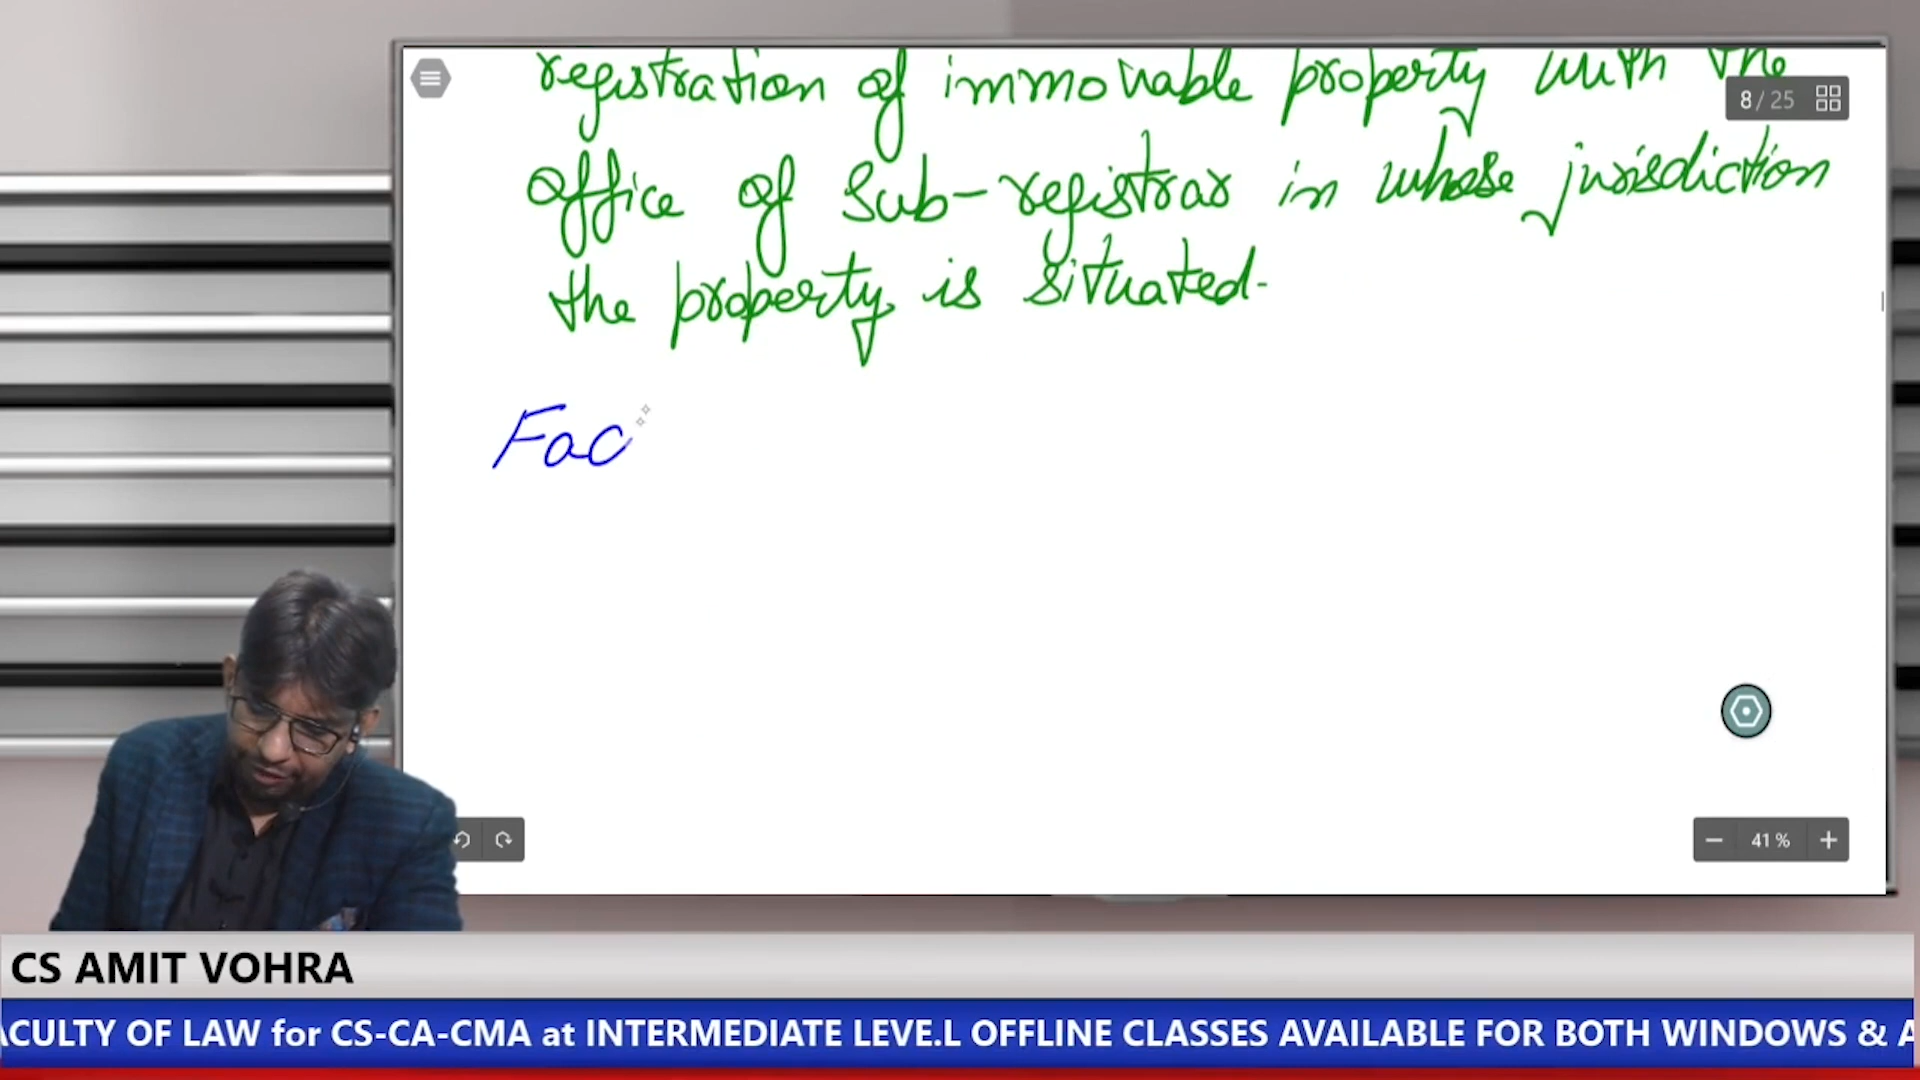 registration of immovable property with the
8 / 25
office of Sub-registrar in whose jurisdiction
the property is situated.
Fac
41 %
CS AMIT VOHRA
ACULTY OF LAW for CS-CA-CMA at INTERMEDIATE LEVE.L OFFLINE CLASSES AVAILABLE FOR BOTH WINDOWS & A